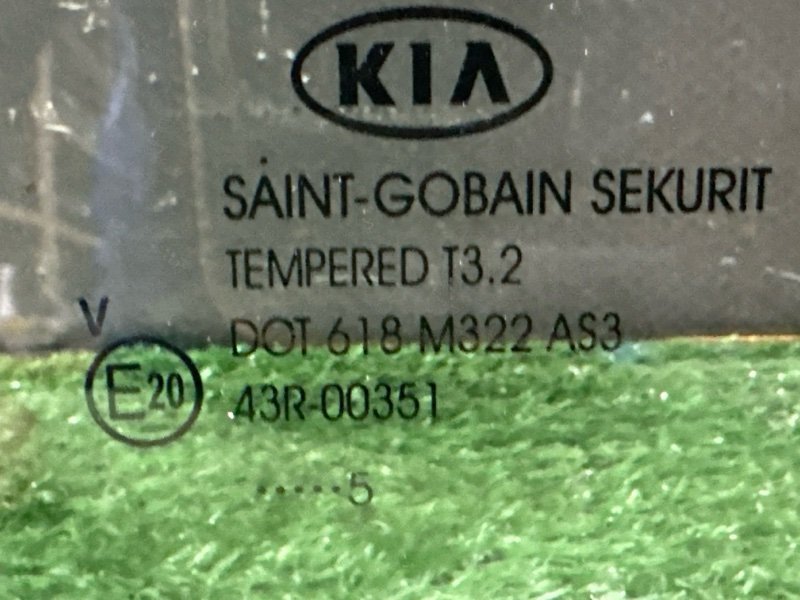 KIA
SAINT-GOBAIN SEKURIT
TEMPERED T3.2
V
DOT 618 M322 AS3
E20
43R-00351
.....5